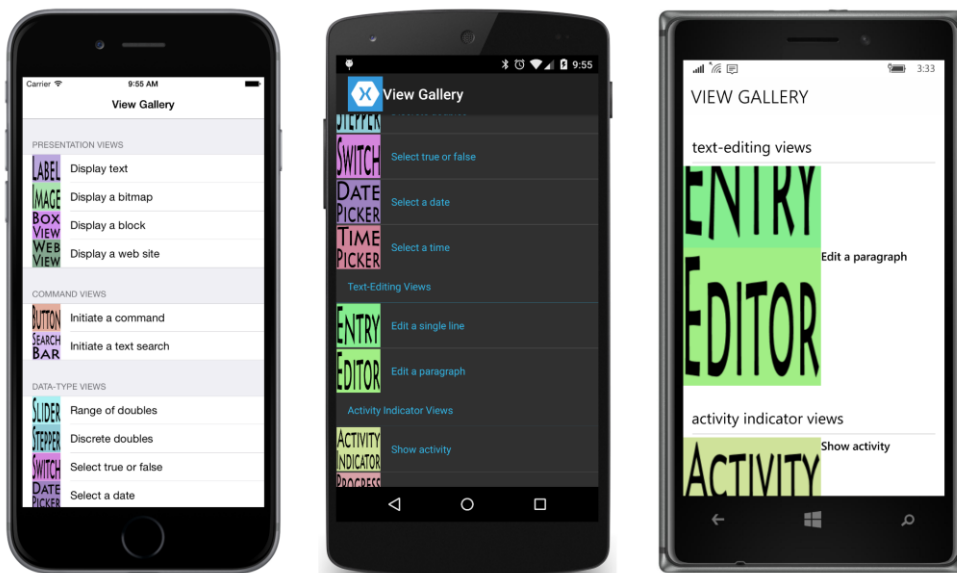 Carrier
9:55 AM
View Gallery
PRESENTATION VIEWS
LABEL Display text
IMAGE Display a bitmap
BOX VIEW Display a block
WEB VIEW Display a web site
COMMAND VIEWS
BUTTON Initiate a command
SEARCH BAR Initiate a text search
DATA-TYPE VIEWS
SLIDER Range of doubles
STEPPER Discrete doubles
SWITCH Select true or false
DATE PICKER Select a date
9:55
View Gallery
STEPPER
SWITCH Select true or false
DATE PICKER Select a date
TIME PICKER Select a time
Text-Editing Views
ENTRY Edit a single line
EDITOR Edit a paragraph
Activity Indicator Views
ACTIVITY INDICATOR Show activity
PROGRESS
3:33
VIEW GALLERY
text-editing views
ENTRY
EDITOR Edit a paragraph
activity indicator views
ACTIVITY Show activity